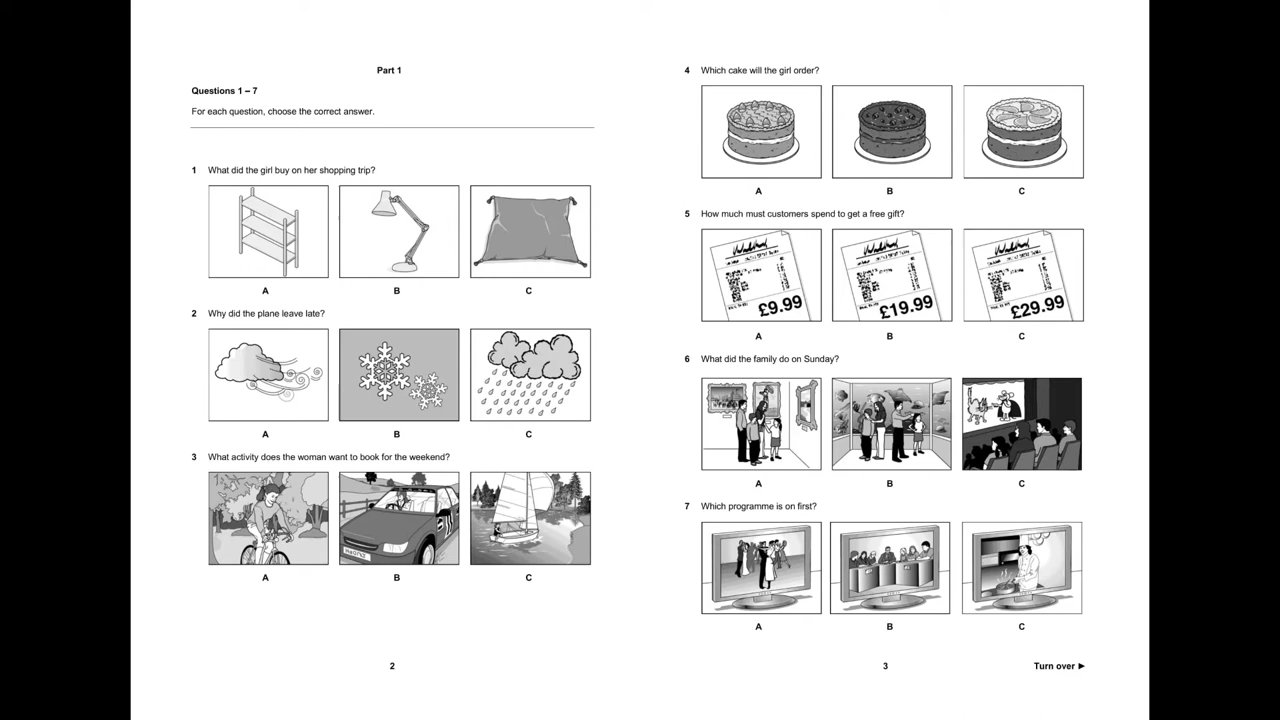 Part 1
Questions 1 – 7
For each question, choose the correct answer.
1 What did the girl buy on her shopping trip?
A B C
2 Why did the plane leave late?
A B C
3 What activity does the woman want to book for the weekend?
A B C
2
4 Which cake will the girl order?
A B C
5 How much must customers spend to get a free gift?
£9.99 £19.99 £29.99
A B C
6 What did the family do on Sunday?
A B C
7 Which programme is on first?
A B C
3
Turn over ►